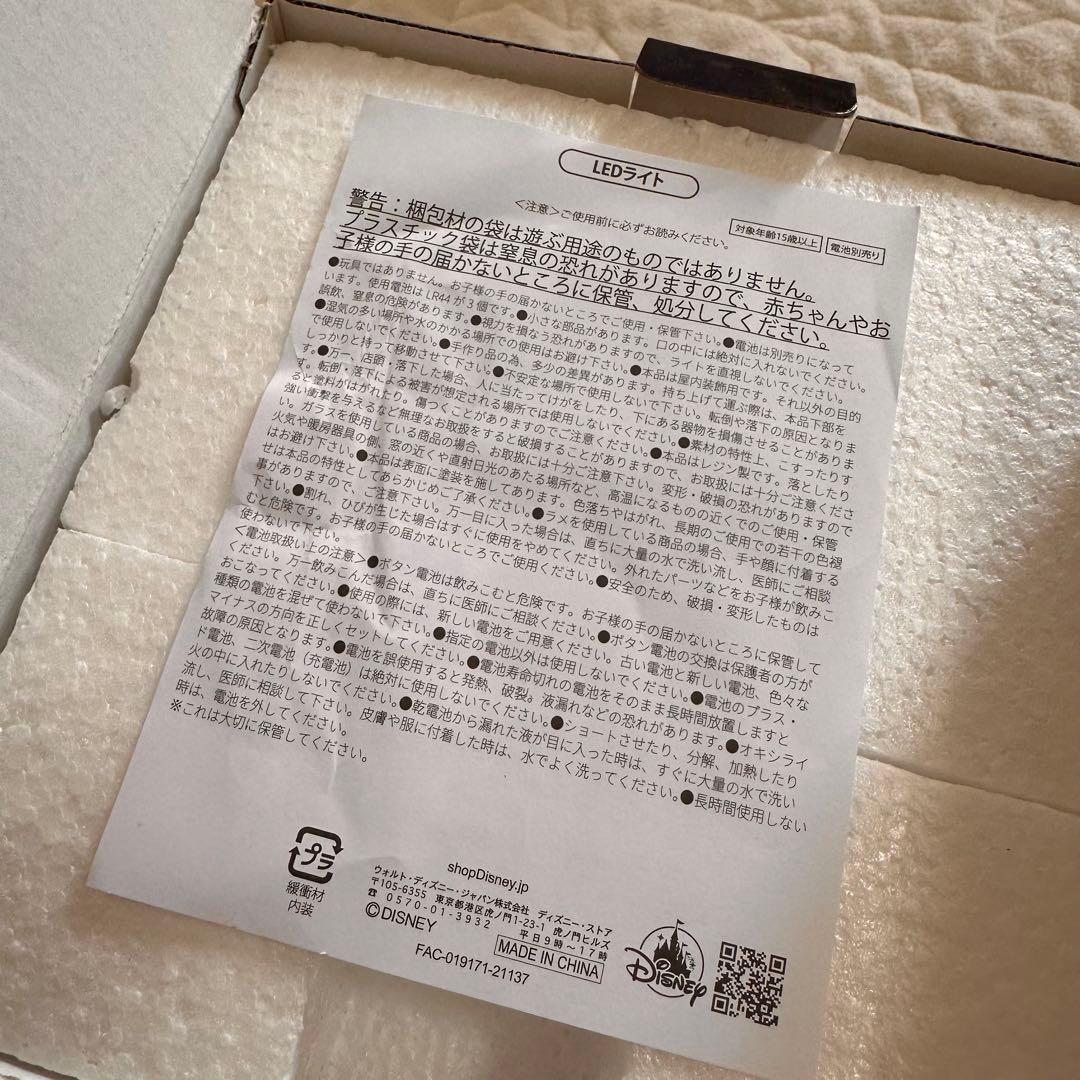 LEDライト
<注意>ご使用前に必ずお読みください。
対象年齢15歳以上
電池別売り
警告：梱包材の袋は遊ぶ用途のものではありません。
プラスチック袋は窒息の恐れがありますので、赤ちゃんやお
子様の手の届かないところに保管、処分してください。
●玩具ではありません。お子様の手の届かないところでご使用・保管下さい。●電池は別売りになって
います。使用電池は LR44 が 3 個です。●小さな部品があります。口の中には絶対に入れないでください。
誤飲、窒息の危険があります。●視力を損なう恐れがありますので、ライトを直視しないでください。
●湿気の多い場所や水のかかる場所での使用はお避け下さい。●本品は屋内装飾用です。それ以外の目的
で使用しないでください。●手作り品の為、多少の差異があります。持ち上げて運ぶ際は、本品下部を
しっかりと持って移動させて下さい。●不安定な場所で使用しないで下さい。転倒や落下の原因となりま
す。●万一、店頭・落下した場合、人に当たってけがをしたり、下にある器物を損傷させることがありま
す。転倒・落下による被害が想定される場所では使用しないでください。●素材の特性上、こすったりす
ると塗料がはがれたり、傷つくことがありますのでご注意ください。●本品はレジン製です。落としたり
強い衝撃を与えるなど無理なお取扱をすると破損することがありますので、お取扱には十分ご注意くださ
い。ガラスを使用している商品の場合、お取扱には十分ご注意下さい。変形・破損の恐れがありますので
火気や暖房器具の側、窓の近くや直射日光のあたる場所など、高温になるものの近くでのご使用・保管
はお避け下さい。●本品は表面に塗装を施してあります。色落ちやはがれ、長期のご使用での若干の色褪
せは本品の特性としてあらかじめご了承ください。●ラメを使用している商品の場合、手や顔に付着する
事がありますので、ご注意下さい。万一目に入った場合は、直ちに大量の水で洗い流し、医師にご相談
下さい。●割れ、ひびが生じた場合はすぐに使用をやめてください。外れたパーツなどをお子様が飲みこ
むと危険です。お子様の手の届かないところでご使用ください。●安全のため、破損・変形したものは
使わないで下さい。
<電池取扱い上の注意>●ボタン電池は飲みこむと危険です。お子様の手の届かないところに保管して
ください。万一飲みこんだ場合は、直ちに医師にご相談ください。●ボタン電池の交換は保護者の方が
おこなってください。●使用の際には、新しい電池をご用意ください。古い電池と新しい電池、色々な
種類の電池を混ぜて使わないで下さい。●指定の電池以外は使用しないでください。●電池のプラス・
マイナスの方向を正しくセットしてください。●電池寿命切れの電池をそのまま長時間放置しますと
故障の原因となります。●電池を誤使用すると発熱、破裂。液漏れなどの恐れがあります。●オキシライ
ド電池、二次電池（充電池）は絶対に使用しないでください。●ショートさせたり、分解、加熱したり
火の中に入れたりしないでください。●乾電池から漏れた液が目に入った時は、すぐに大量の水で洗い
流し、医師に相談して下さい。皮膚や服に付着した時は、水でよく洗ってください。●長時間使用しない
時は、電池を外してください。
※これは大切に保管してください。
プラ
緩衝材
内装
shopDisney.jp
ウォルト・ディズニー・ジャパン株式会社 ディズニー・ストア
〒105-6355 東京都港区虎ノ門1-23-1 虎ノ門ヒルズ
☎ 0570-01-3932 平日9時～17時
©DISNEY
MADE IN CHINA
FAC-019171-21137
DISNEY